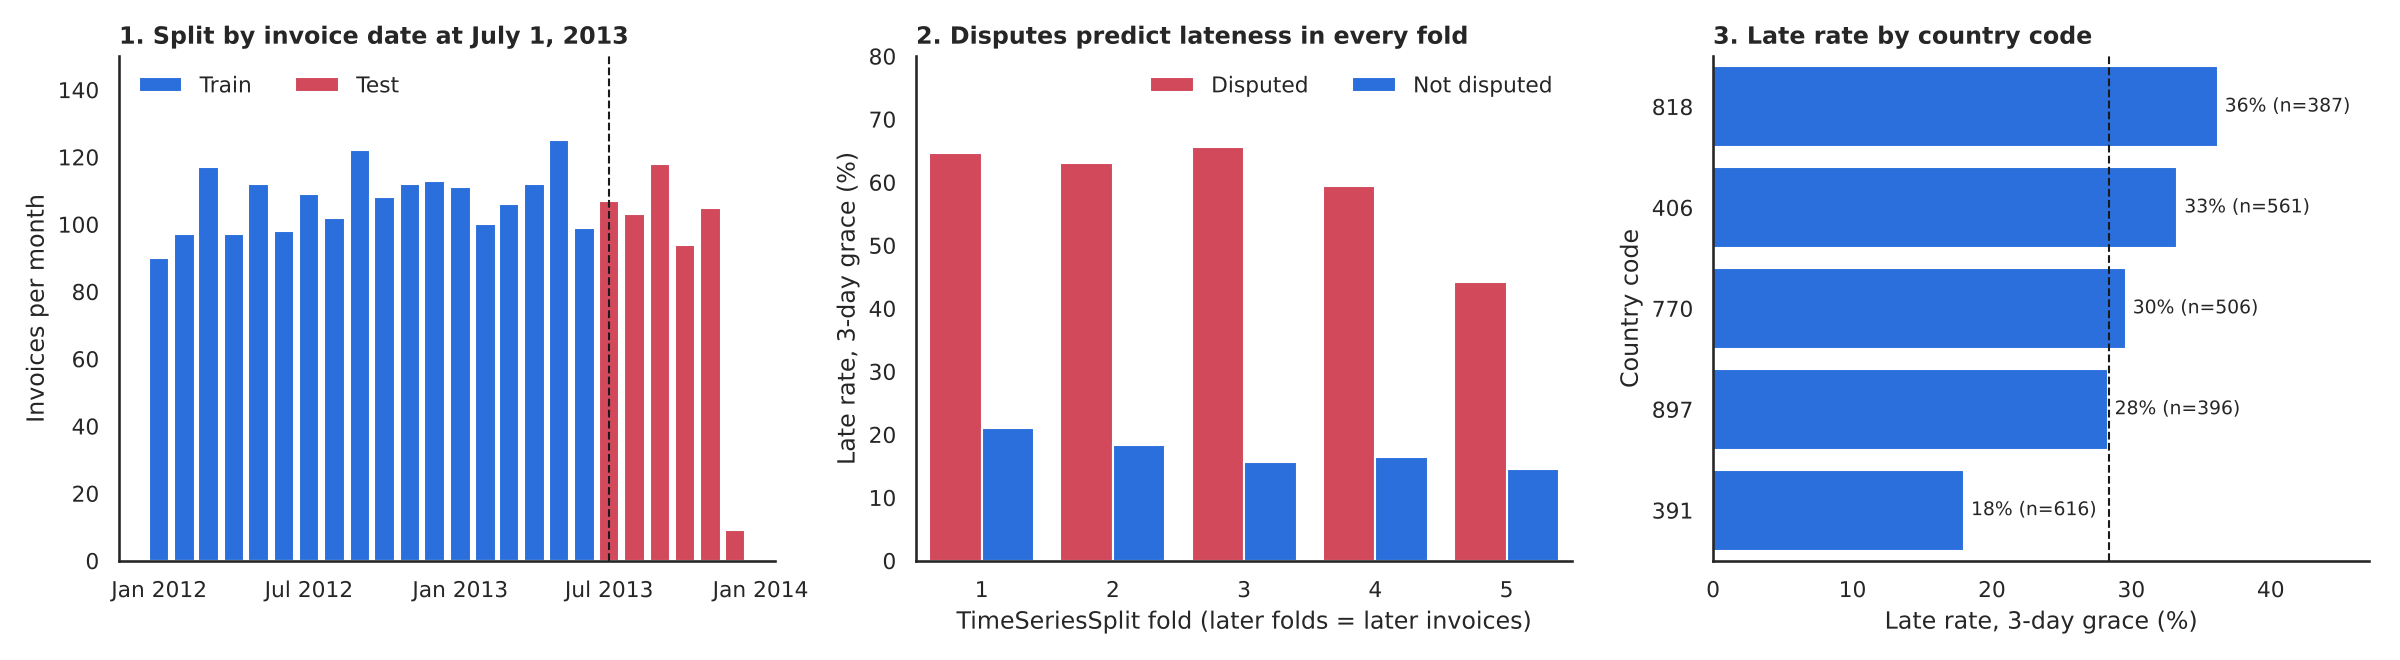 1. Split by invoice date at July 1, 2013
Train
Test
Invoices per month
140
120
100
80
60
40
20
0
Jan 2012
Jul 2012
Jan 2013
Jul 2013
Jan 2014
2. Disputes predict lateness in every fold
Disputed
Not disputed
Late rate, 3-day grace (%)
80
70
60
50
40
30
20
10
0
1
2
3
4
5
TimeSeriesSplit fold (later folds = later invoices)
3. Late rate by country code
Country code
818
36% (n=387)
406
33% (n=561)
770
30% (n=506)
897
28% (n=396)
391
18% (n=616)
0
10
20
30
40
Late rate, 3-day grace (%)